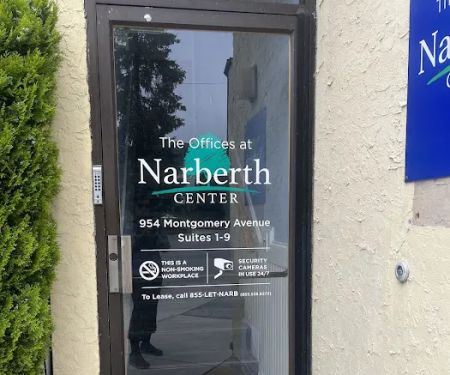 The Offices at
Narberth
CENTER
954 Montgomery Avenue
Suites 1-9
THIS IS A
NON-SMOKING
WORKPLACE
SECURITY
CAMERAS
IN USE 24/7
To Lease, call 855-LET-NARB